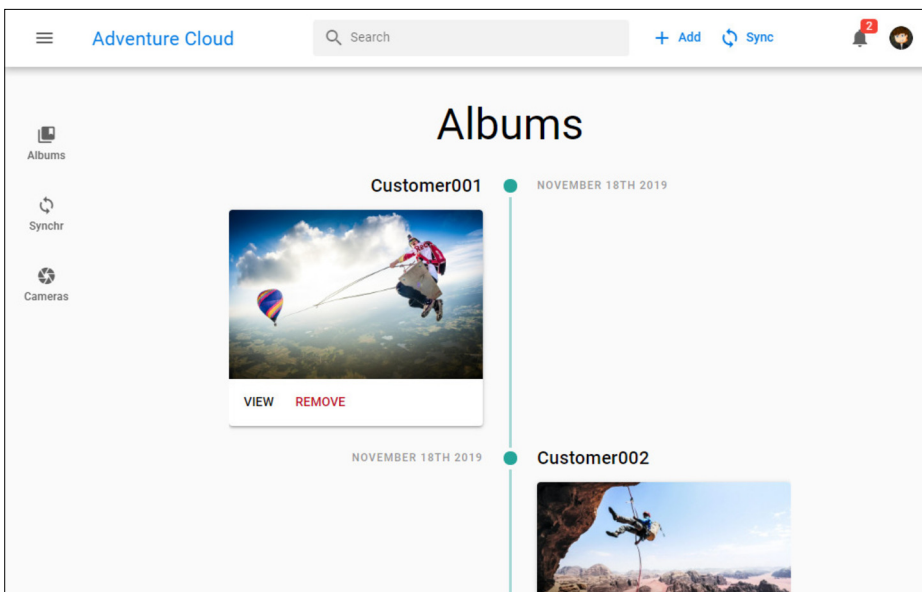 Adventure Cloud
Search
Add
Sync
2
Albums
Albums
Synchr
Cameras
Customer001
NOVEMBER 18TH 2019
VIEW
REMOVE
NOVEMBER 18TH 2019
Customer002